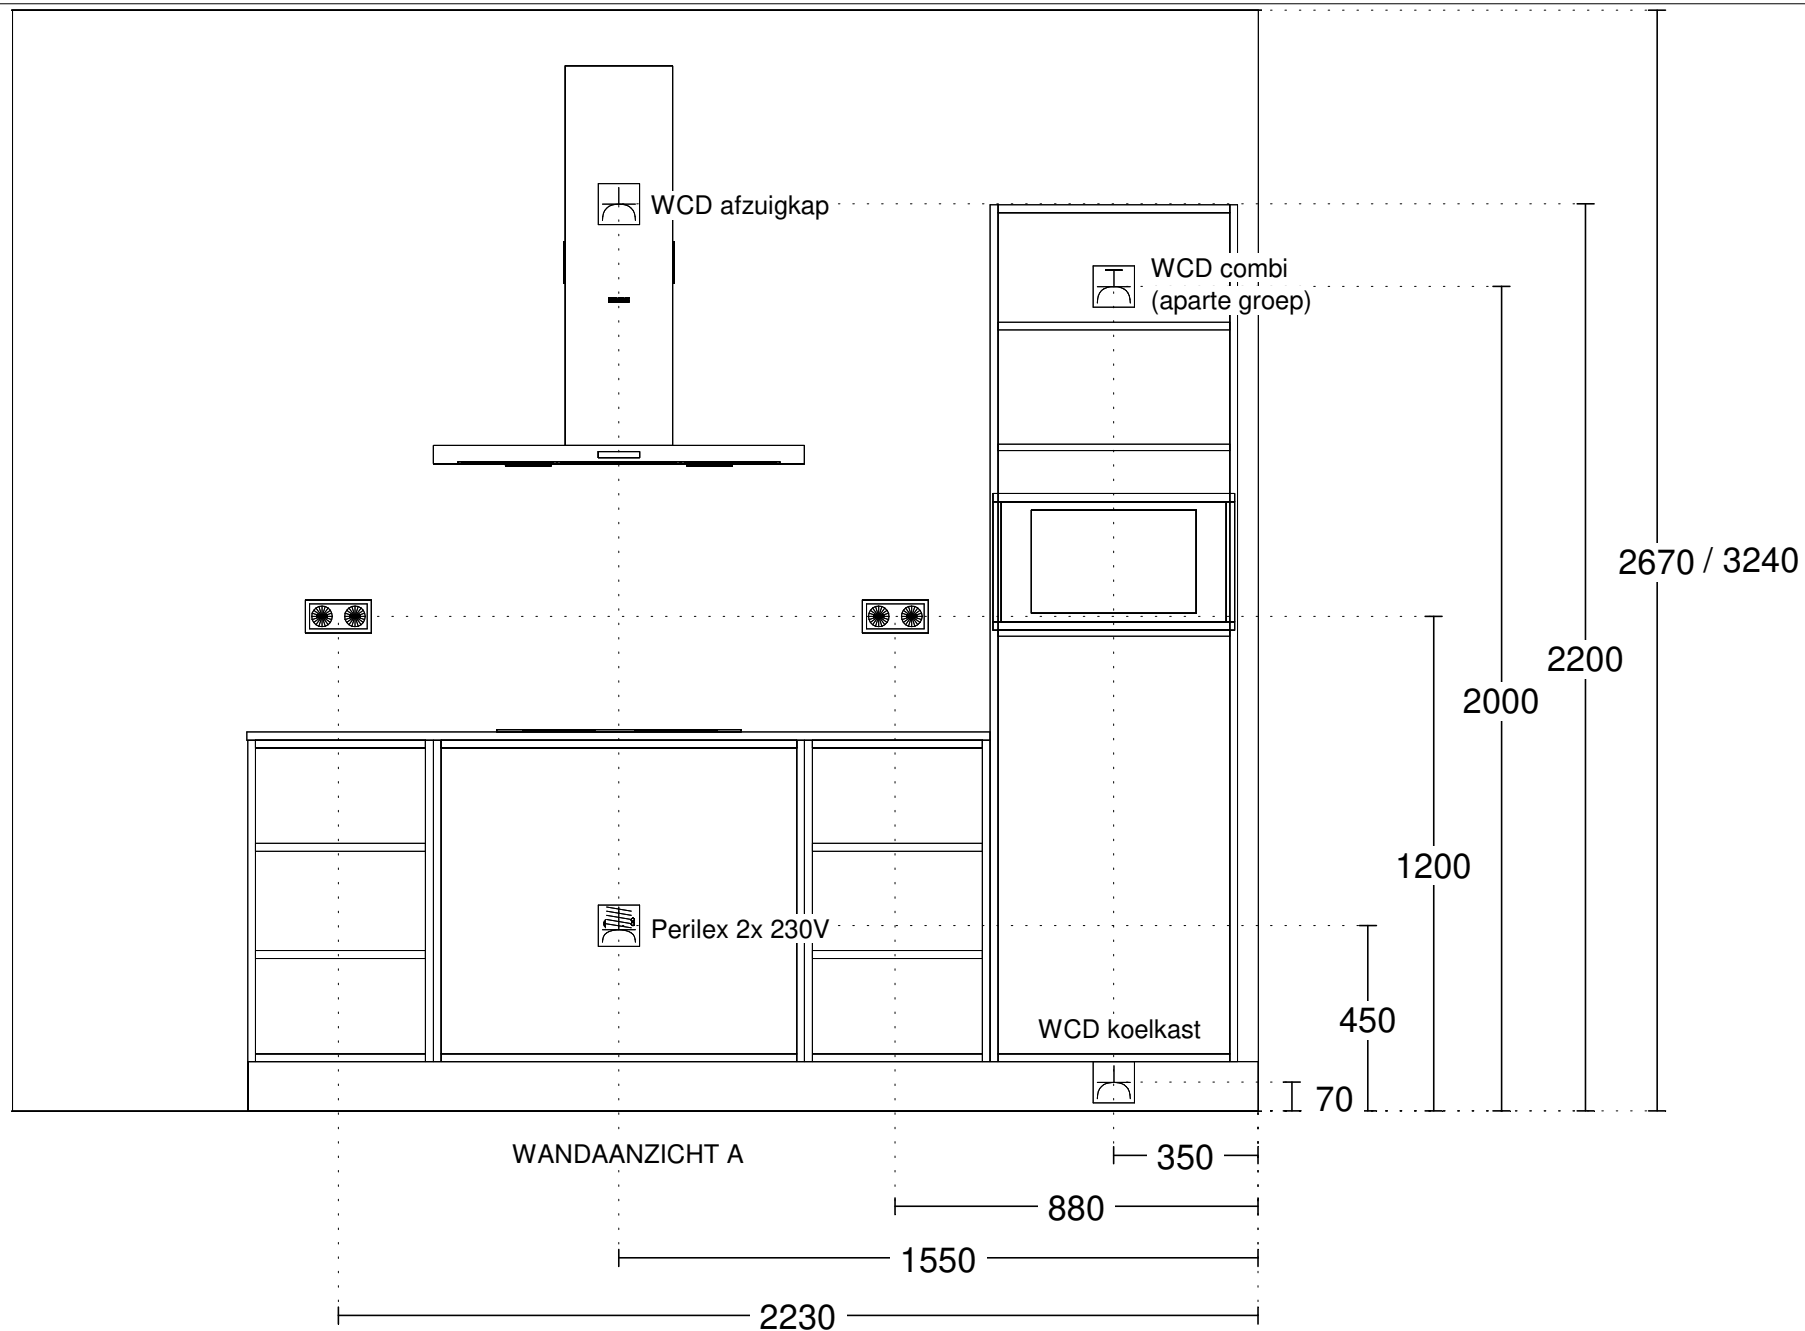 WCD afzuigkap
WCD combi
(aparte groep)
2670 / 3240
2200
2000
1200
Perilex 2x 230V
450
WCD koelkast
70
WANDAANZICHT A
350
880
1550
2230